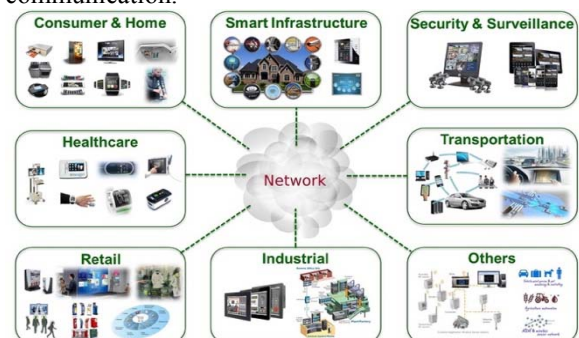 communication.
Consumer & Home
Smart Infrastructure
Security & Surveillance
Healthcare
Network
Transportation
Retail
Industrial
Others